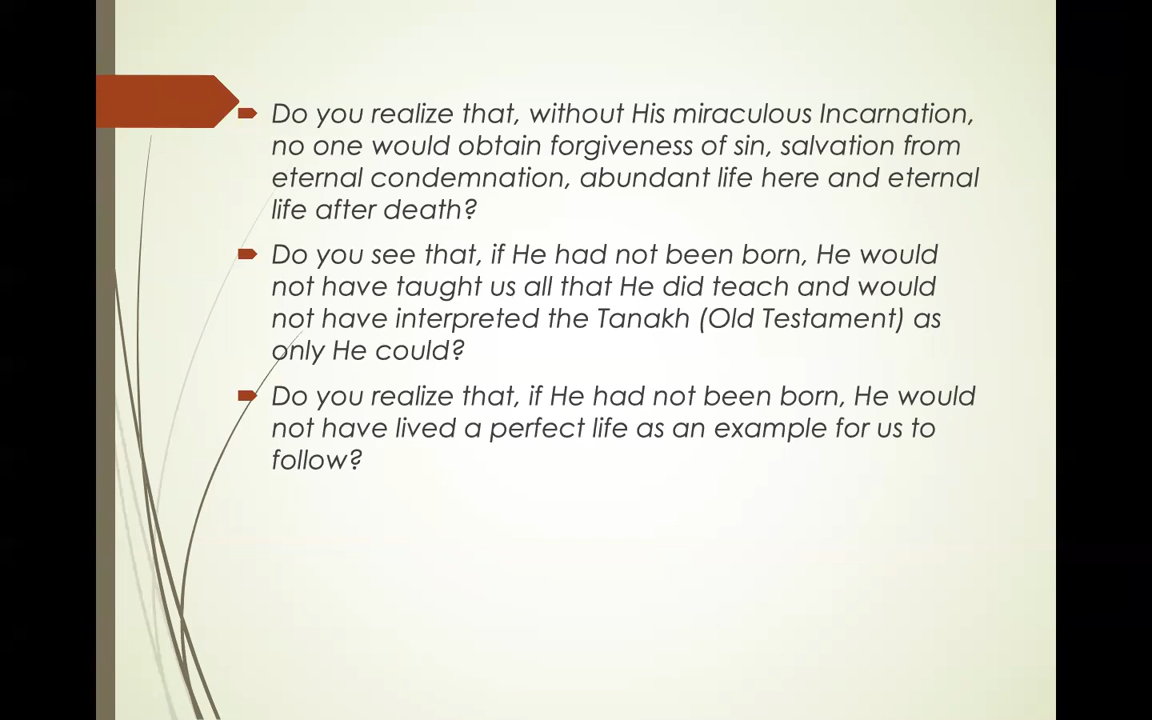 Do you realize that, without His miraculous Incarnation,
no one would obtain forgiveness of sin, salvation from
eternal condemnation, abundant life here and eternal
life after death?
Do you see that, if He had not been born, He would
not have taught us all that He did teach and would
not have interpreted the Tanakh (Old Testament) as
only He could?
Do you realize that, if He had not been born, He would
not have lived a perfect life as an example for us to
follow?